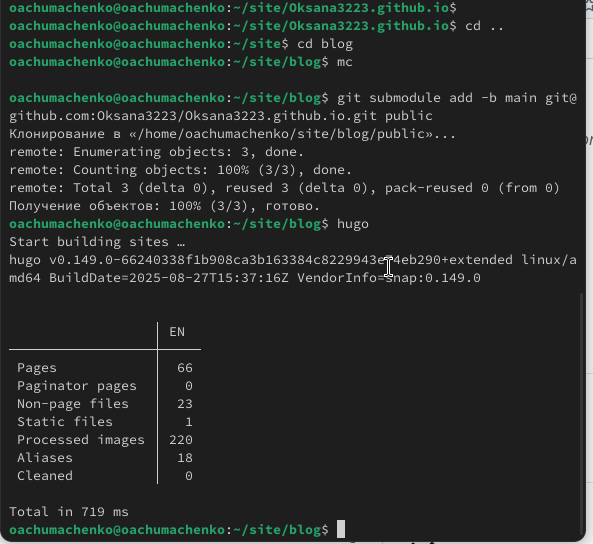 oachumachenko@oachumachenko:~/site/Oksana3223.github.io$
oachumachenko@oachumachenko:~/site/Oksana3223.github.io$ cd ..
oachumachenko@oachumachenko:~/site$ cd blog
oachumachenko@oachumachenko:~/site/blog$ mc
oachumachenko@oachumachenko:~/site/blog$ git submodule add -b main git@
github.com:Oksana3223/Oksana3223.github.io.git public
Клонирование в «/home/oachumachenko/site/blog/public»...
remote: Enumerating objects: 3, done.
remote: Counting objects: 100% (3/3), done.
remote: Total 3 (delta 0), reused 3 (delta 0), pack-reused 0 (from 0)
Получение объектов: 100% (3/3), готово.
oachumachenko@oachumachenko:~/site/blog$ hugo
Start building sites …
hugo extended linux/a
md64 BuildDate=2025-08-27T15:37:16Z VendorInfo=snap:0.149.0
EN
Pages 66
Paginator pages 0
Non-page files 23
Static files 1
Processed images 220
Aliases 18
Cleaned 0
Total in 719 ms
oachumachenko@oachumachenko:~/site/blog$